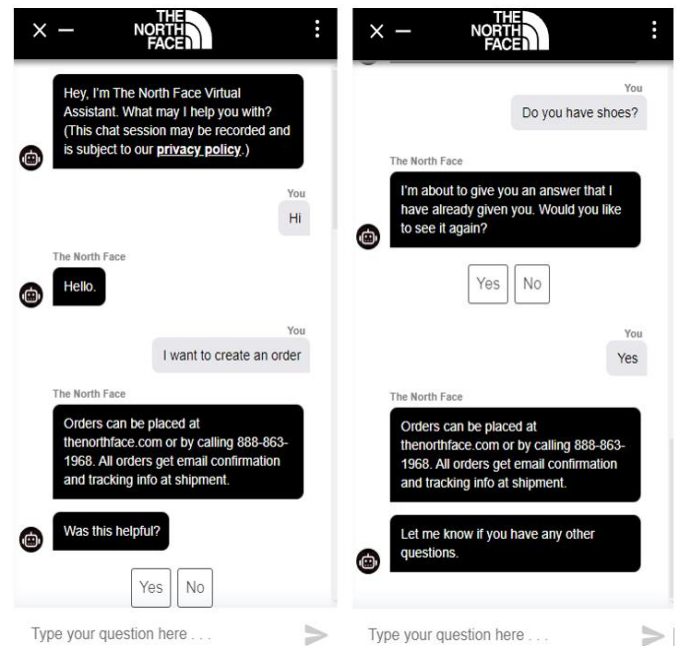 THE
NORTH
FACE
Hey, I'm The North Face Virtual
Assistant. What may I help you with?
(This chat session may be recorded and
is subject to our privacy policy.)
You
Hi
The North Face
Hello.
You
I want to create an order
The North Face
Orders can be placed at
thenorthface.com or by calling 888-863-
1968. All orders get email confirmation
and tracking info at shipment.
Was this helpful?
Yes No
Type your question here . . .
THE
NORTH
FACE
You
Do you have shoes?
The North Face
I'm about to give you an answer that I
have already given you. Would you like
to see it again?
Yes No
You
Yes
The North Face
Orders can be placed at
thenorthface.com or by calling 888-863-
1968. All orders get email confirmation
and tracking info at shipment.
Let me know if you have any other
questions.
Type your question here . . .